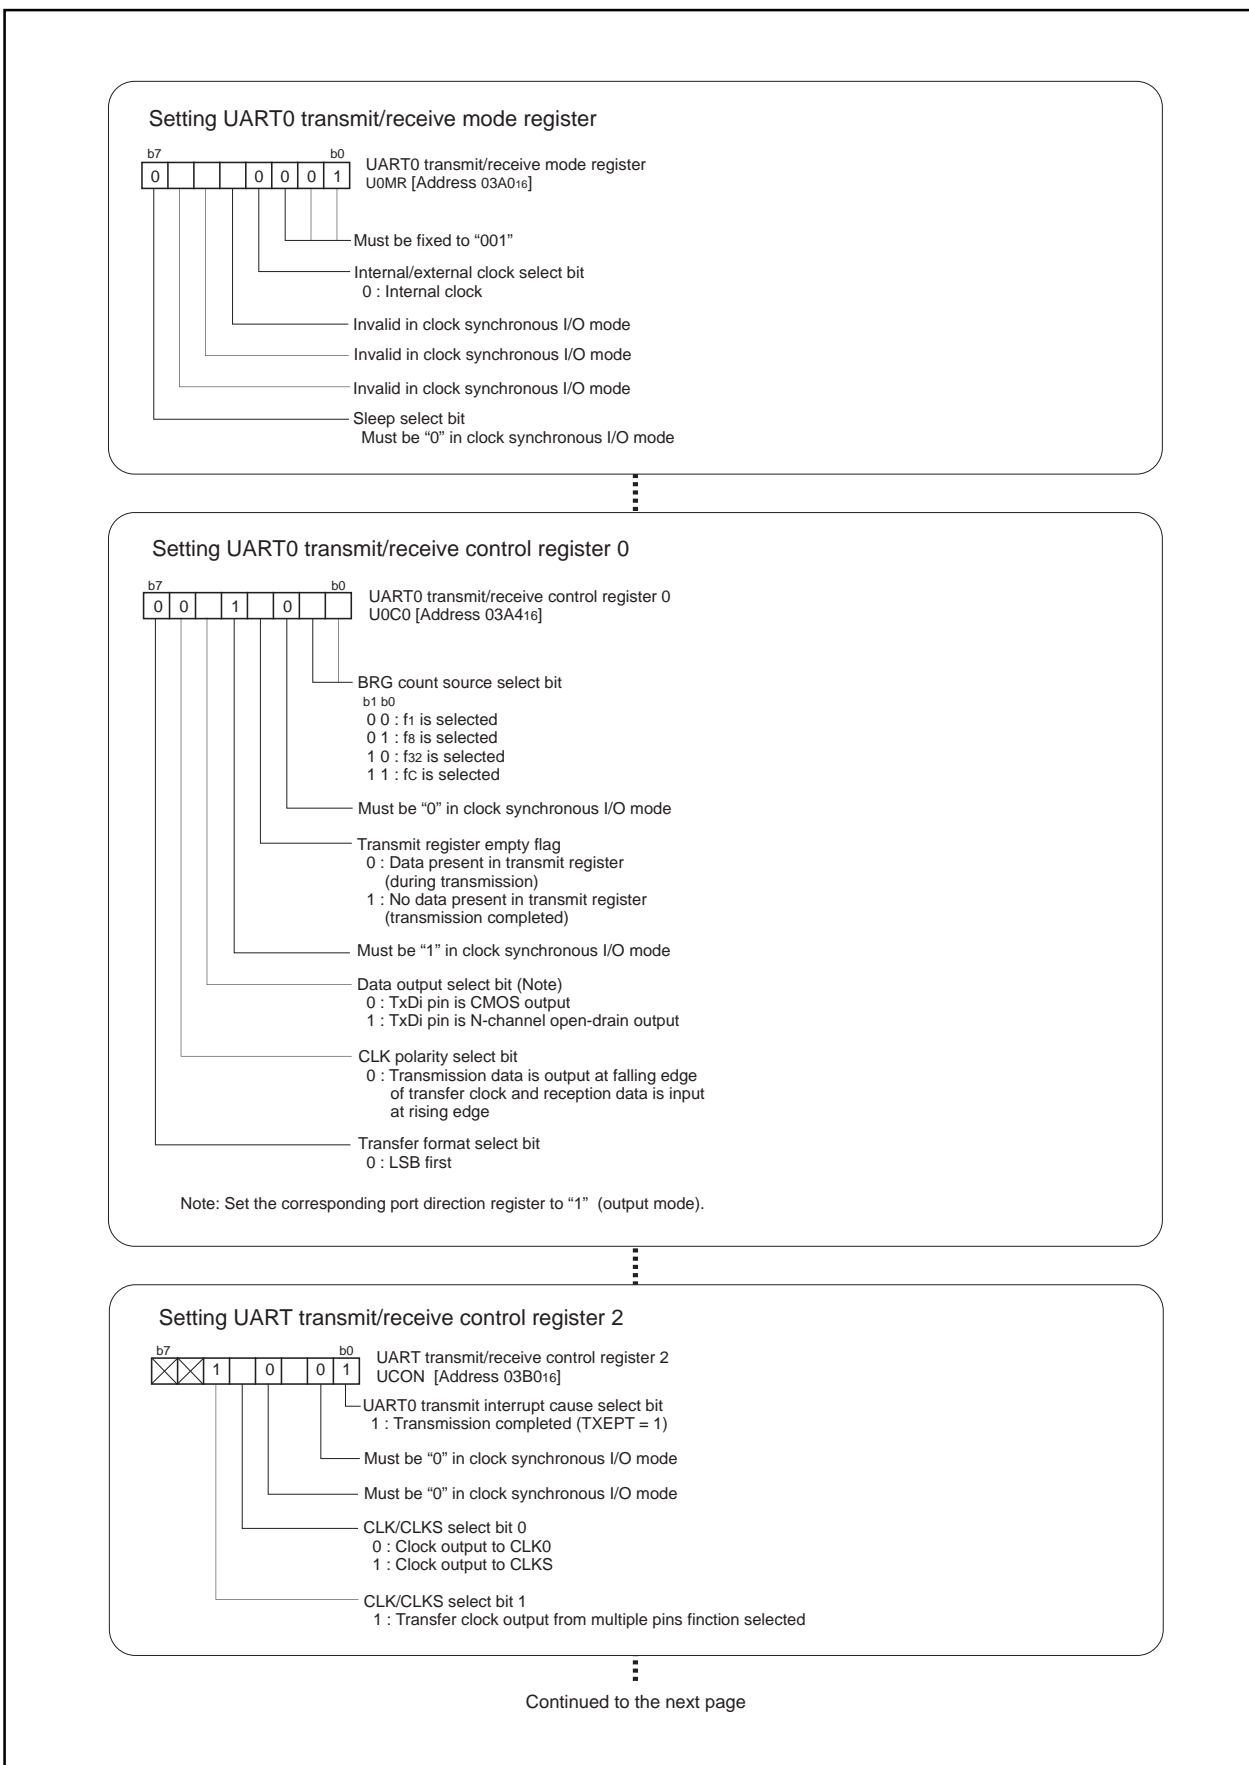 Setting UART0 transmit/receive mode register
b7 b0
0 0 0 0 1
UART0 transmit/receive mode register
U0MR [Address 03A016]
Must be fixed to “001”
Internal/external clock select bit
0 : Internal clock
Invalid in clock synchronous I/O mode
Invalid in clock synchronous I/O mode
Invalid in clock synchronous I/O mode
Sleep select bit
Must be “0” in clock synchronous I/O mode
Setting UART0 transmit/receive control register 0
b7 b0
0 0 1 0
UART0 transmit/receive control register 0
U0C0 [Address 03A416]
BRG count source select bit
b1 b0
0 0 : f1 is selected
0 1 : f8 is selected
1 0 : f32 is selected
1 1 : fC is selected
Must be “0” in clock synchronous I/O mode
Transmit register empty flag
0 : Data present in transmit register
(during transmission)
1 : No data present in transmit register
(transmission completed)
Must be “1” in clock synchronous I/O mode
Data output select bit (Note)
0 : TxDi pin is CMOS output
1 : TxDi pin is N-channel open-drain output
CLK polarity select bit
0 : Transmission data is output at falling edge
of transfer clock and reception data is input
at rising edge
Transfer format select bit
0 : LSB first
Note: Set the corresponding port direction register to “1” (output mode).
Setting UART transmit/receive control register 2
b7 b0
1 0 0 1
UART transmit/receive control register 2
UCON [Address 03B016]
UART0 transmit interrupt cause select bit
1 : Transmission completed (TXEPT = 1)
Must be “0” in clock synchronous I/O mode
Must be “0” in clock synchronous I/O mode
CLK/CLKS select bit 0
0 : Clock output to CLK0
1 : Clock output to CLKS
CLK/CLKS select bit 1
1 : Transfer clock output from multiple pins finction selected
Continued to the next page